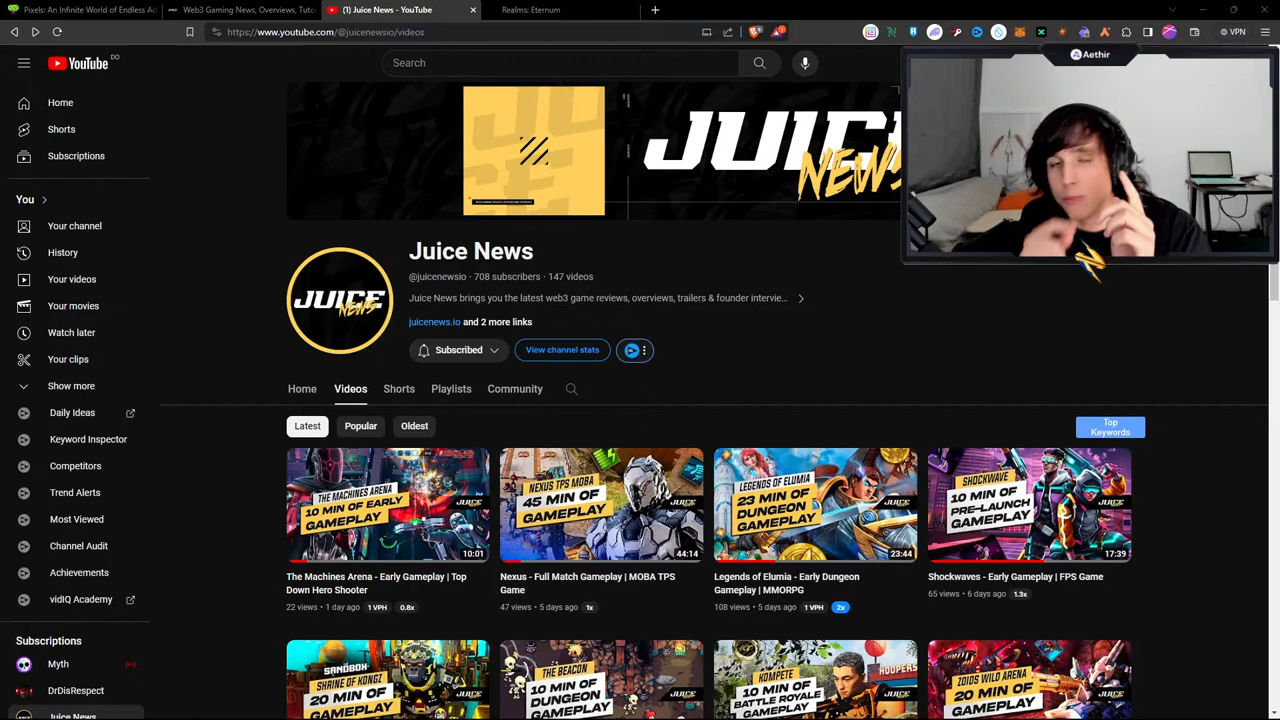 Pixels: An Infinite World of Endless Ad
Web3 Gaming News, Overviews, Tuto
(1) Juice News - YouTube
Realms: Eternum
https://www.youtube.com/@juicenewsio/videos
VPN
YouTube DO
Search
Aethir
Home
Shorts
Subscriptions
You
Your channel
History
Your videos
Your movies
Watch later
Your clips
Show more
Daily Ideas
Keyword Inspector
Competitors
Trend Alerts
Most Viewed
Channel Audit
Achievements
vidIQ Academy
Subscriptions
Myth
DrDisRespect
Juice News
JUICE
NEWS
JUICE
NEWS
Juice News
@juicenewsio · 708 subscribers · 147 videos
Juice News brings you the latest web3 game reviews, overviews, trailers & founder intervie...
juicenews.io and 2 more links
Subscribed
View channel stats
Home
Videos
Shorts
Playlists
Community
Latest
Popular
Oldest
Top
Keywords
THE MACHINES ARENA
10 MIN OF EARLY
GAMEPLAY
JUICE
10:01
The Machines Arena - Early Gameplay | Top
Down Hero Shooter
22 views • 1 day ago 1 VPH 0.8x
NEXUS TPS MOBA
45 MIN OF
GAMEPLAY
JUICE
44:14
Nexus - Full Match Gameplay | MOBA TPS
Game
47 views • 5 days ago 1x
LEGENDS OF ELUMIA
23 MIN OF
DUNGEON
GAMEPLAY
JUICE
23:44
Legends of Elumia - Early Dungeon
Gameplay | MMORPG
108 views • 5 days ago 1 VPH 2x
SHOCKWAVE
10 MIN OF
PRE-LAUNCH
GAMEPLAY
JUICE
17:39
Shockwaves - Early Gameplay | FPS Game
65 views • 6 days ago 1.3x
SANDBOX
SHRINE OF KONGZ
20 MIN OF
GAMEPLAY
JUICE
THE BEACON
10 MIN OF
DUNGEON
GAMEPLAY
JUICE
KOMPETE
10 MIN OF
BATTLE ROYALE
GAMEPLAY
HOOPERS
JUICE
ZOIDS WILD ARENA
20 MIN OF
GAMEPLAY
JUICE